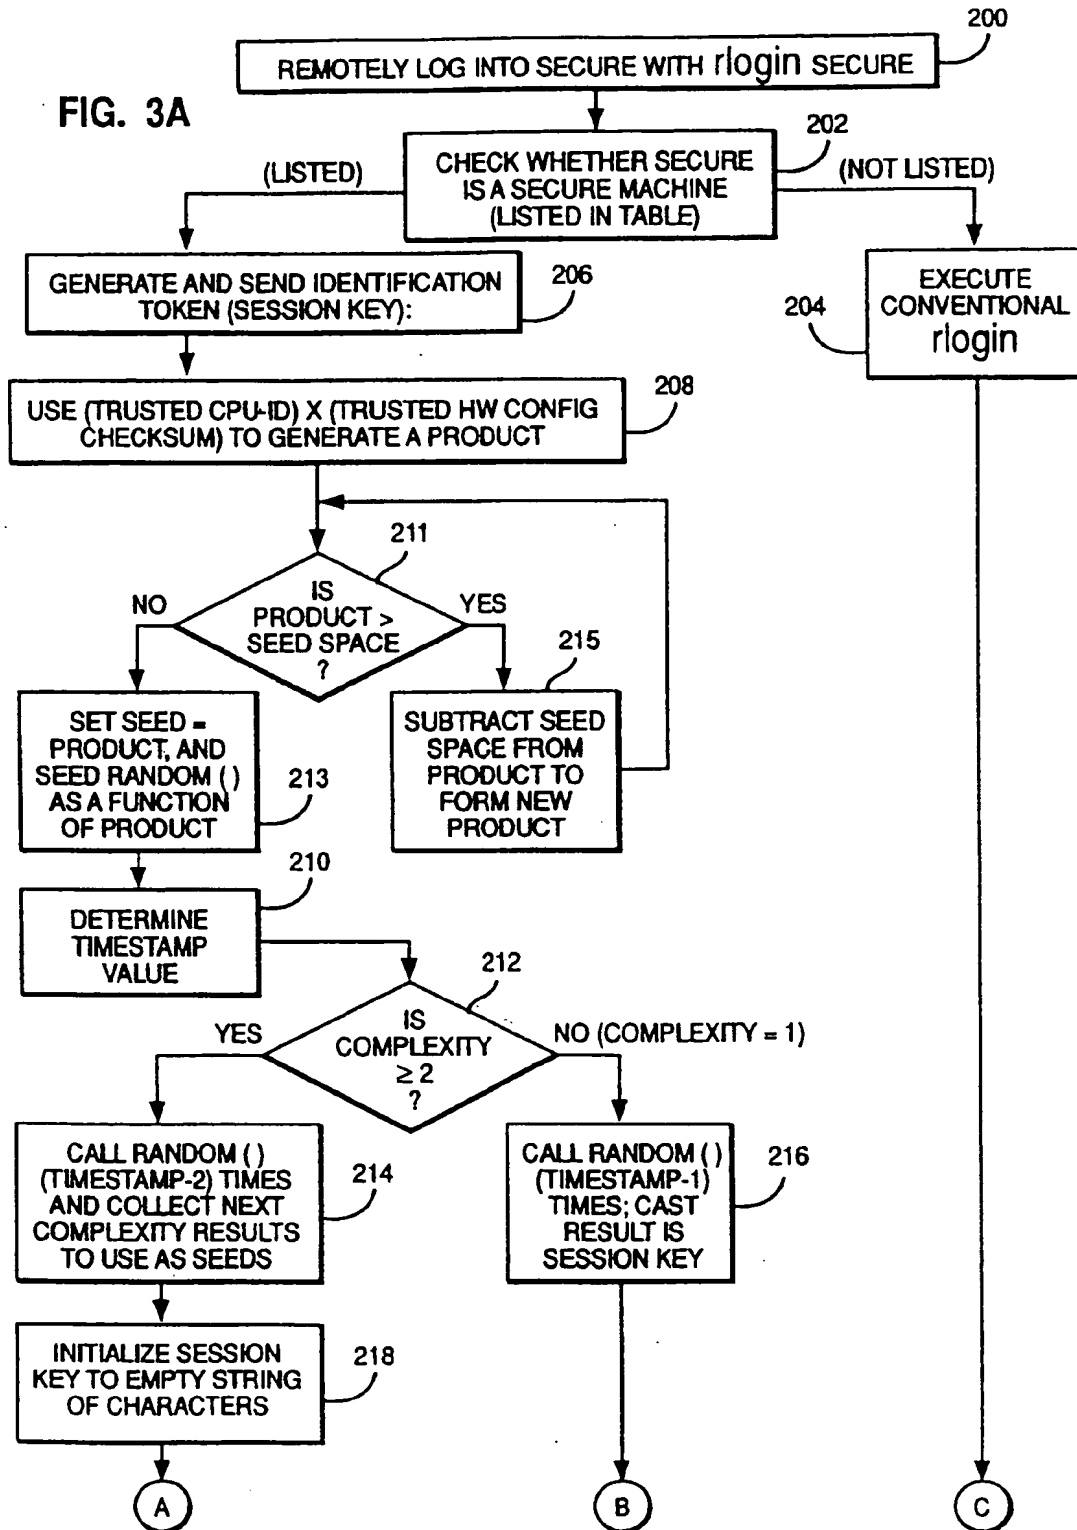 200
REMOTELY LOG INTO SECURE WITH rlogin SECURE
FIG. 3A
202
CHECK WHETHER SECURE
IS A SECURE MACHINE
(LISTED IN TABLE)
(LISTED)
(NOT LISTED)
GENERATE AND SEND IDENTIFICATION
TOKEN (SESSION KEY):
206
EXECUTE
CONVENTIONAL
rlogin
204
USE (TRUSTED CPU-ID) X (TRUSTED HW CONFIG
CHECKSUM) TO GENERATE A PRODUCT
208
211
IS
PRODUCT >
SEED SPACE
?
NO
YES
215
SET SEED =
PRODUCT, AND
SEED RANDOM ( )
AS A FUNCTION
OF PRODUCT
213
SUBTRACT SEED
SPACE FROM
PRODUCT TO
FORM NEW
PRODUCT
210
DETERMINE
TIMESTAMP
VALUE
212
IS
COMPLEXITY
≥ 2
?
YES
NO (COMPLEXITY = 1)
CALL RANDOM ( )
(TIMESTAMP-2) TIMES
AND COLLECT NEXT
COMPLEXITY RESULTS
TO USE AS SEEDS
214
CALL RANDOM ( )
(TIMESTAMP-1)
TIMES; CAST
RESULT IS
SESSION KEY
216
INITIALIZE SESSION
KEY TO EMPTY STRING
OF CHARACTERS
218
A
B
C